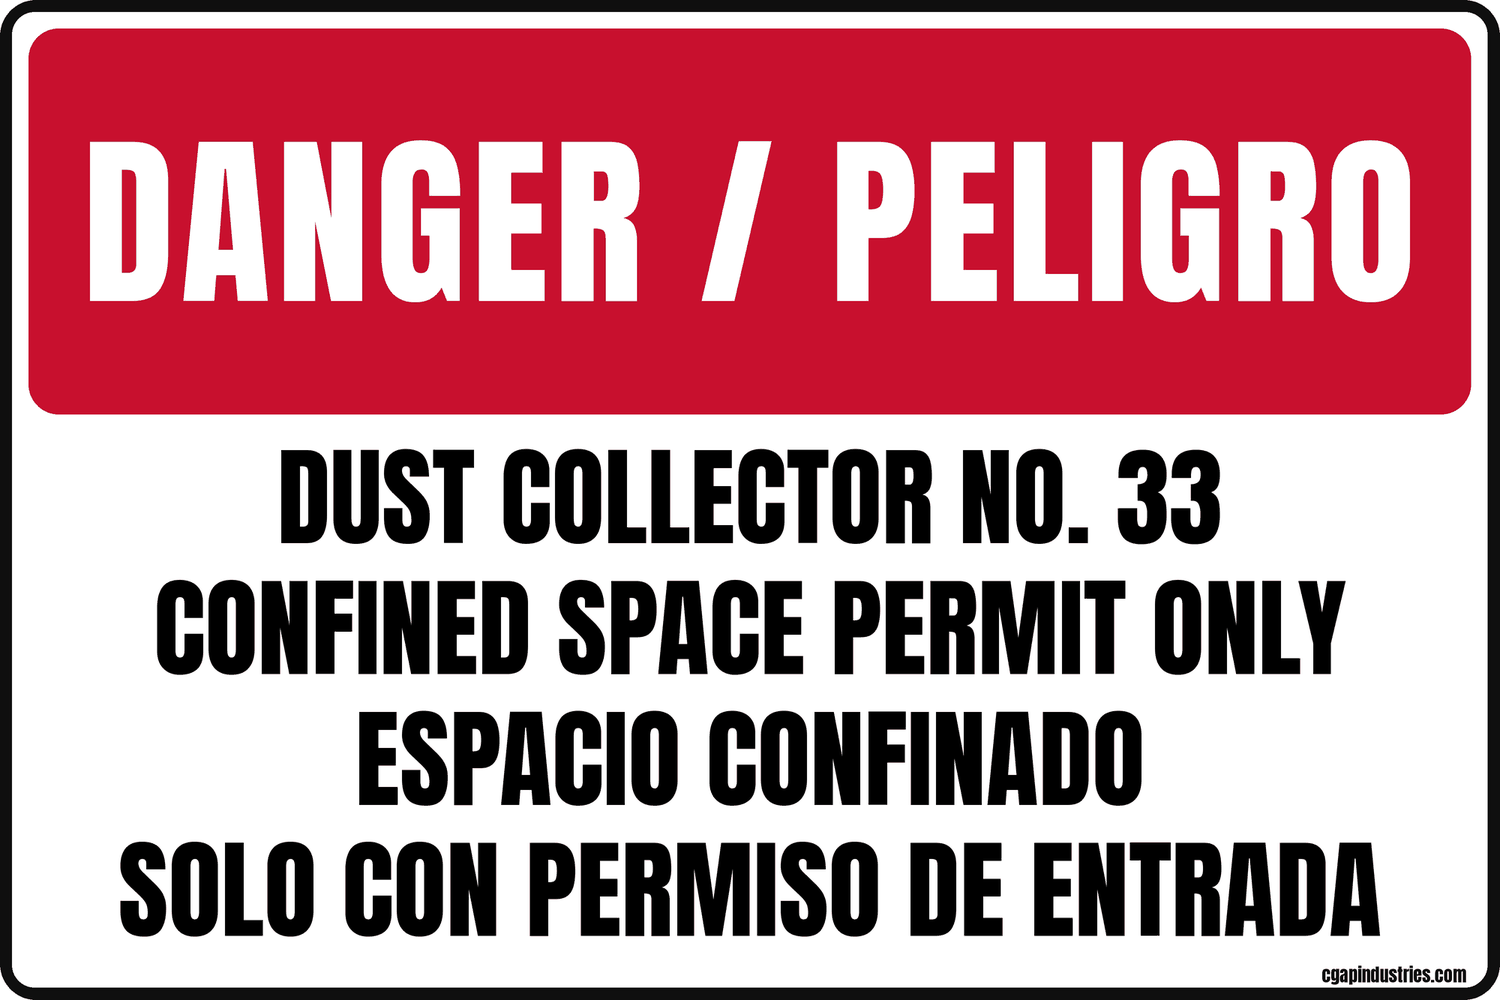 DANGER / PELIGRO
DUST COLLECTOR NO. 33
CONFINED SPACE PERMIT ONLY
ESPACIO CONFINADO
SOLO CON PERMISO DE ENTRADA
cgapindustries.com